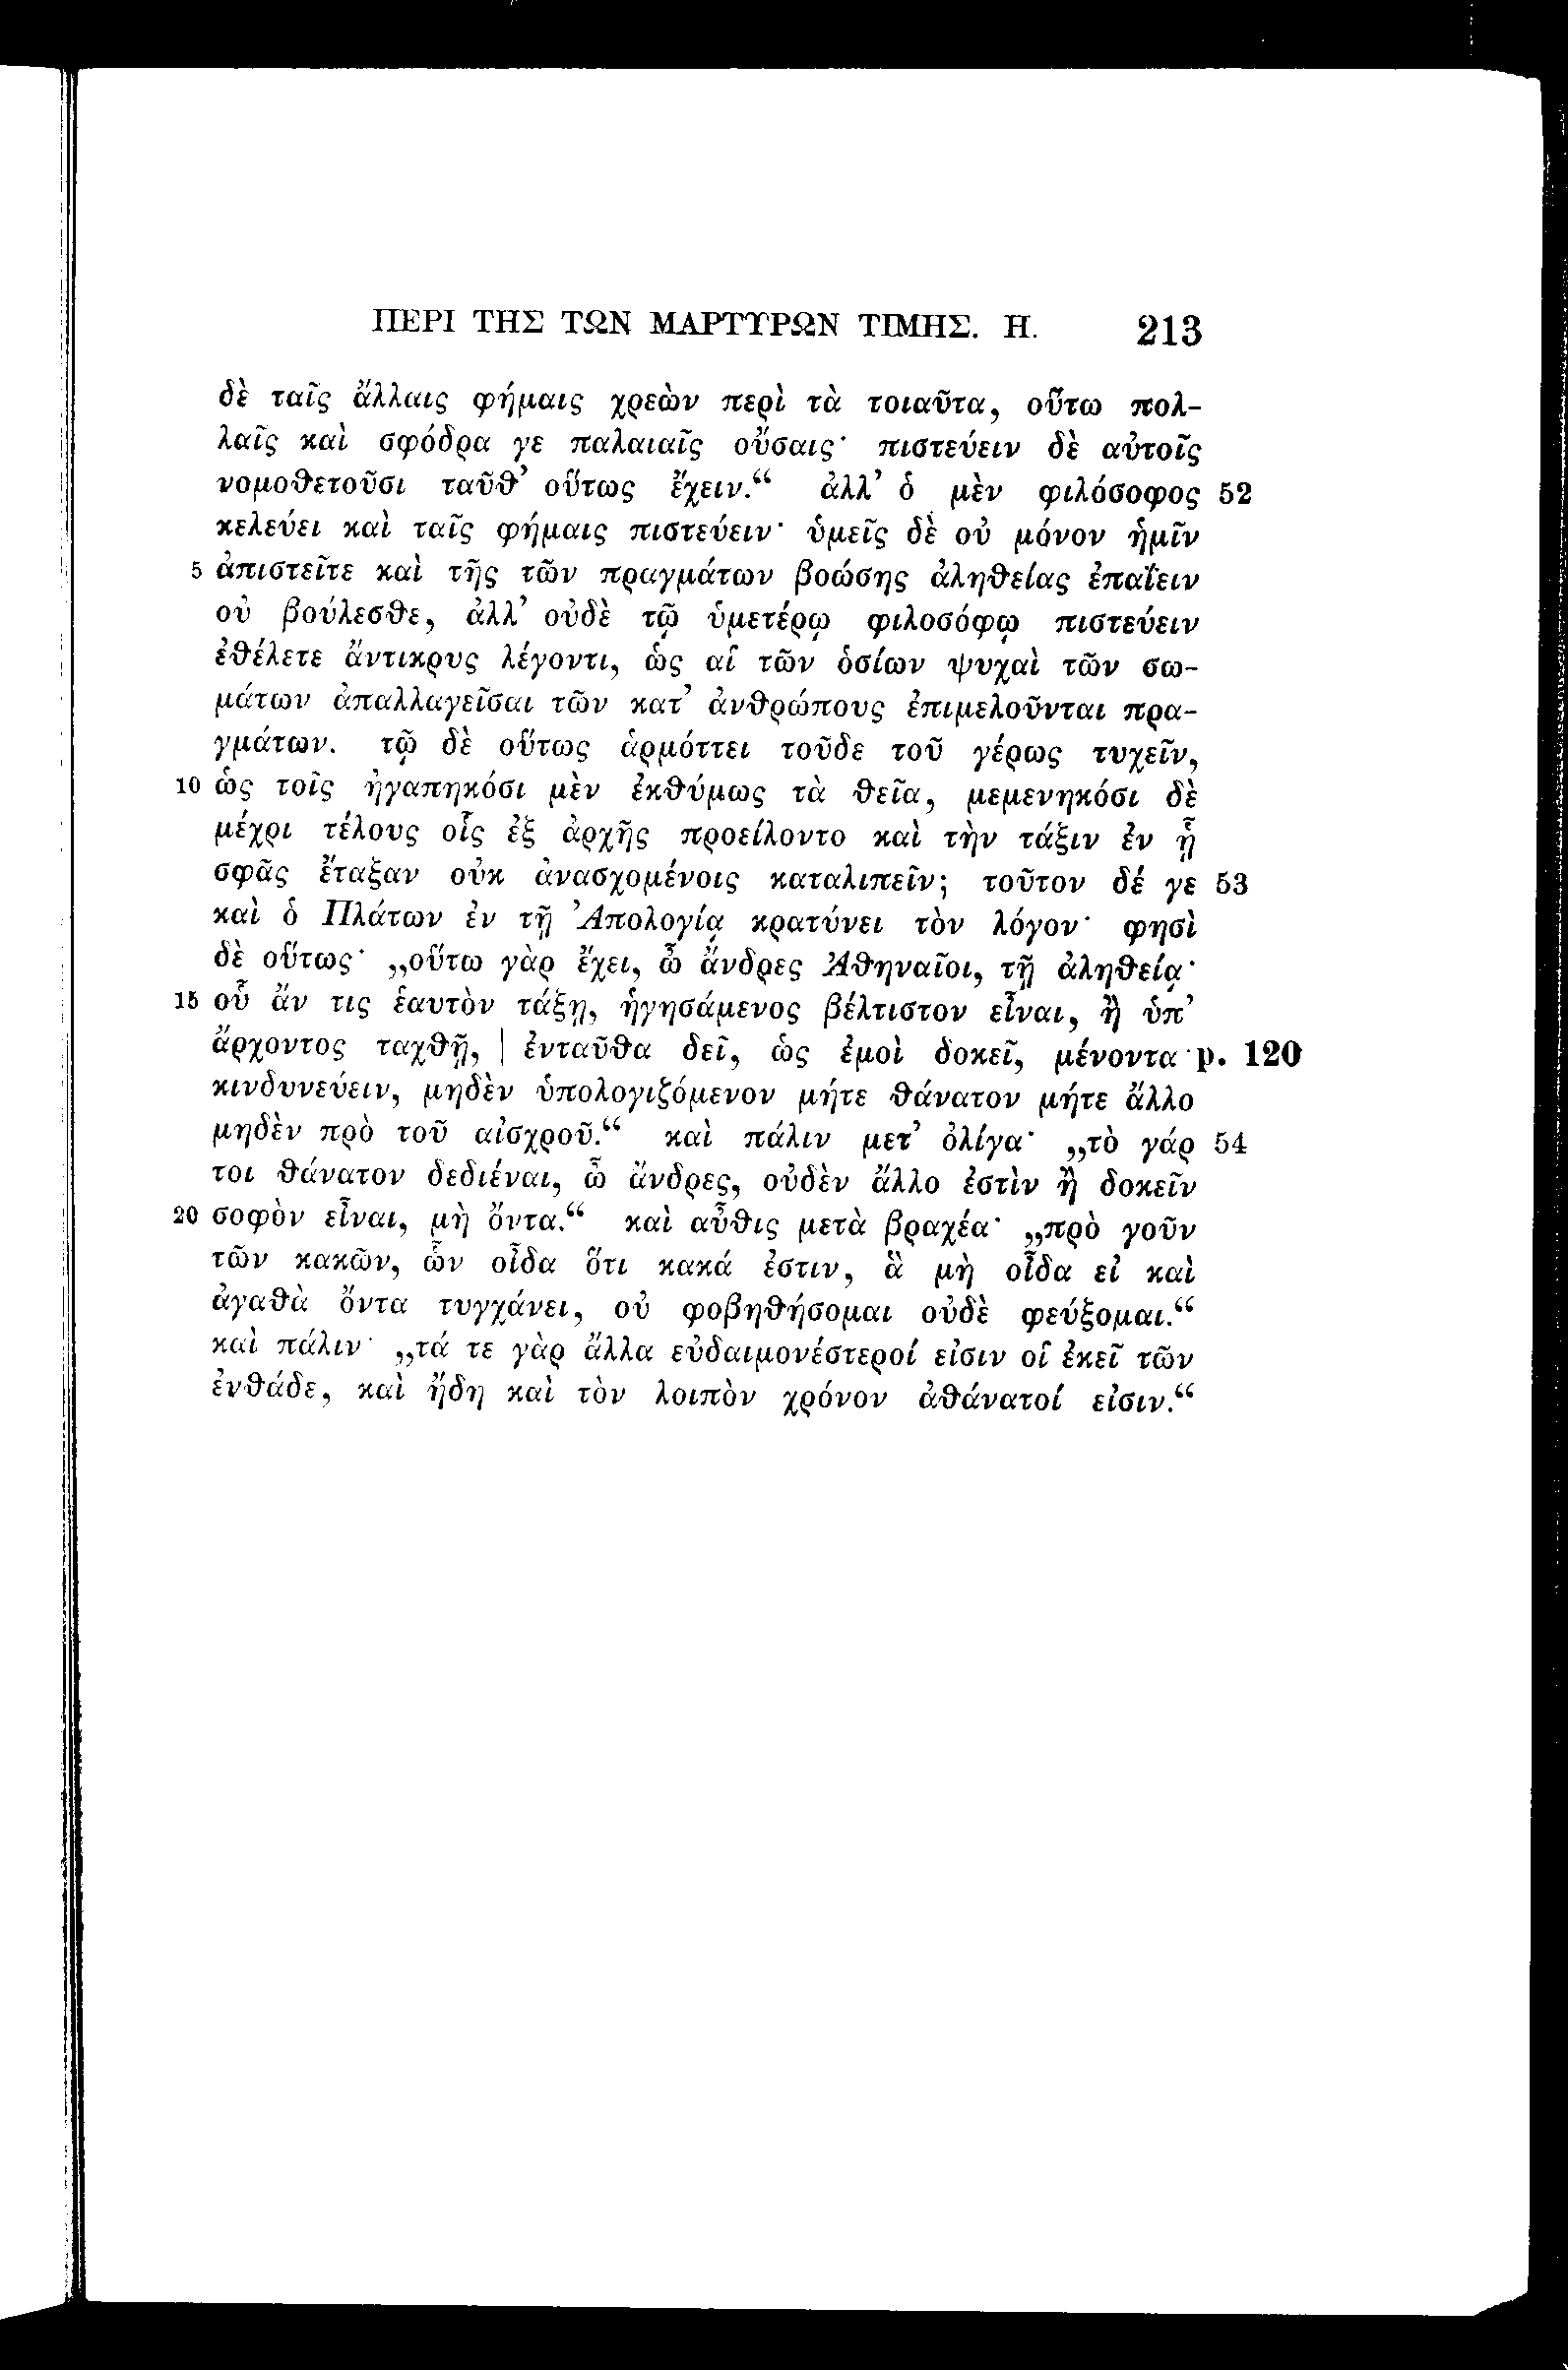 ΠΕΡΙ ΤΗΣ ΤΩΝ ΜΑΡΤΥΡΩΝ ΤΙΜΗΣ. Η. 213
δὲ ταῖς ἄλλαις φήμαις χρεὼν περὶ τὰ τοιαῦτα, οὕτω πολ-
λαῖς καὶ σφόδρα γε παλαιαῖς οὔσαις· πιστεύειν δὲ αὐτοῖς
νομοθετοῦσι ταῦθ’ οὕτως ἔχειν.“ ἀλλ’ ὁ μὲν φιλόσοφος 52
κελεύει καὶ ταῖς φήμαις πιστεύειν· ὑμεῖς δὲ οὐ μόνον ἡμῖν
5 ἀπιστεῖτε καὶ τῆς τῶν πραγμάτων βοώσης ἀληθείας ἐπαΐειν
οὐ βούλεσθε, ἀλλ’ οὐδὲ τῷ ὑμετέρῳ φιλοσόφῳ πιστεύειν
ἐθέλετε ἄντικρυς λέγοντι, ὡς αἱ τῶν ὁσίων ψυχαὶ τῶν σω-
μάτων ἀπαλλαγεῖσαι τῶν κατ’ ἀνθρώπους ἐπιμελοῦνται πρα-
γμάτων. τῷ δὲ οὕτως ἁρμόττει τοῦδε τοῦ γέρως τυχεῖν,
10 ὡς τοῖς ἠγαπηκόσι μὲν ἐκθύμως τὰ θεῖα, μεμενηκόσι δὲ
μέχρι τέλους οἷς ἐξ ἀρχῆς προείλοντο καὶ τὴν τάξιν ἐν ᾗ
σφᾶς ἔταξαν οὐκ ἀνασχομένοις καταλιπεῖν; τοῦτον δέ γε 53
καὶ ὁ Πλάτων ἐν τῇ Ἀπολογίᾳ κρατύνει τὸν λόγον· φησὶ
δὲ οὕτως· „οὕτω γὰρ ἔχει, ὦ ἄνδρες Ἀθηναῖοι, τῇ ἀληθείᾳ·
15 οὗ ἄν τις ἑαυτὸν τάξῃ, ἡγησάμενος βέλτιστον εἶναι, ἢ ὑπ’
ἄρχοντος ταχθῇ, | ἐνταῦθα δεῖ, ὡς ἐμοὶ δοκεῖ, μένοντα p. 120
κινδυνεύειν, μηδὲν ὑπολογιζόμενον μήτε θάνατον μήτε ἄλλο
μηδὲν πρὸ τοῦ αἰσχροῦ.“ καὶ πάλιν μετ’ ὀλίγα· „τὸ γάρ 54
τοι θάνατον δεδιέναι, ὦ ἄνδρες, οὐδὲν ἄλλο ἐστὶν ἢ δοκεῖν
20 σοφὸν εἶναι, μὴ ὄντα.“ καὶ αὖθις μετὰ βραχέα· „πρὸ γοῦν
τῶν κακῶν, ὧν οἶδα ὅτι κακά ἐστιν, ἃ μὴ οἶδα εἰ καὶ
ἀγαθὰ ὄντα τυγχάνει, οὐ φοβηθήσομαι οὐδὲ φεύξομαι.“
καὶ πάλιν· „τά τε γὰρ ἄλλα εὐδαιμονέστεροί εἰσιν οἱ ἐκεῖ τῶν
ἐνθάδε, καὶ ἤδη καὶ τὸν λοιπὸν χρόνον ἀθάνατοί εἰσιν.“